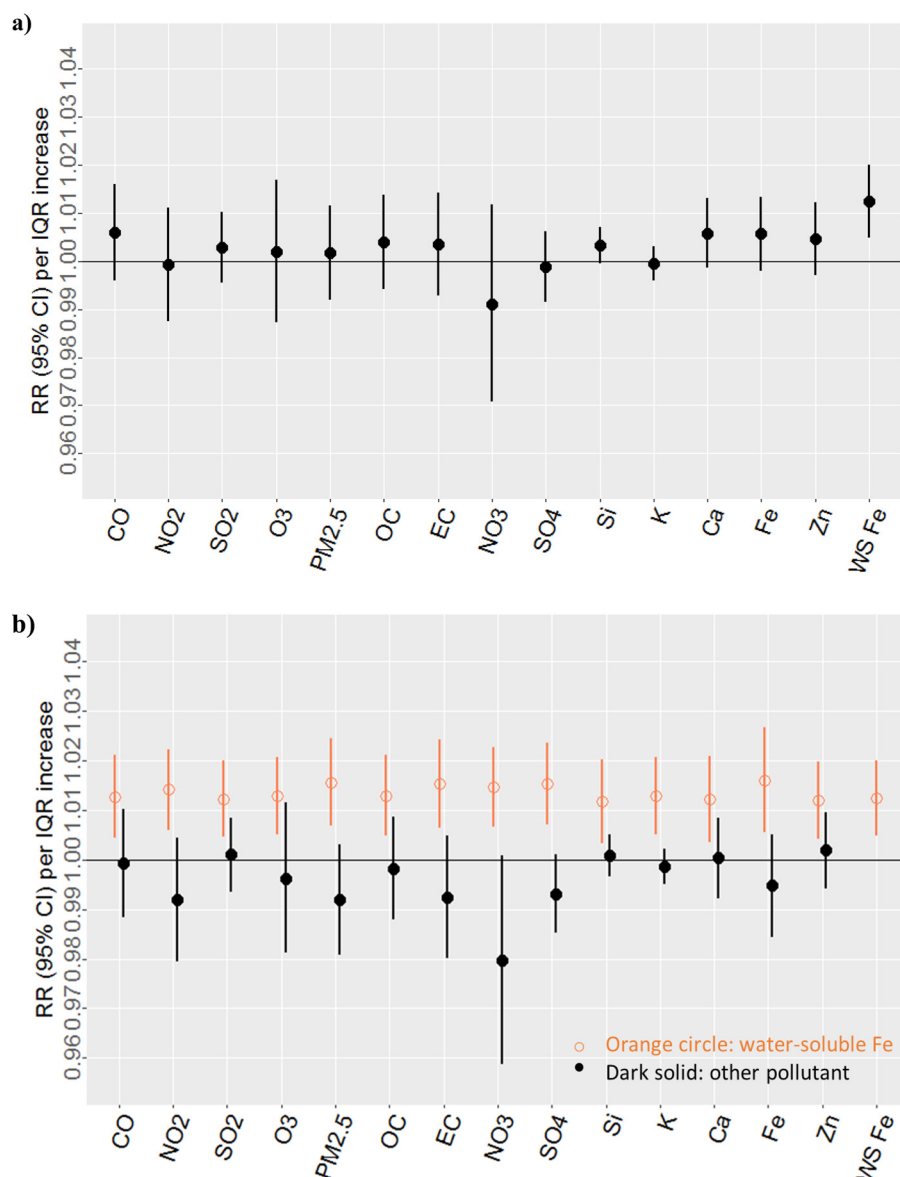 a)
RR (95% CI) per IQR increase
1.04
1.03
1.02
1.01
1.00
0.99
0.98
0.97
0.96
CO NO2 SO2 O3 PM2.5 OC EC NO3 SO4 Si K Ca Fe Zn WS Fe
b)
RR (95% CI) per IQR increase
1.04
1.03
1.02
1.01
1.00
0.99
0.98
0.97
0.96
Orange circle: water-soluble Fe
Dark solid: other pollutant
CO NO2 SO2 O3 PM2.5 OC EC NO3 SO4 Si K Ca Fe Zn WS Fe